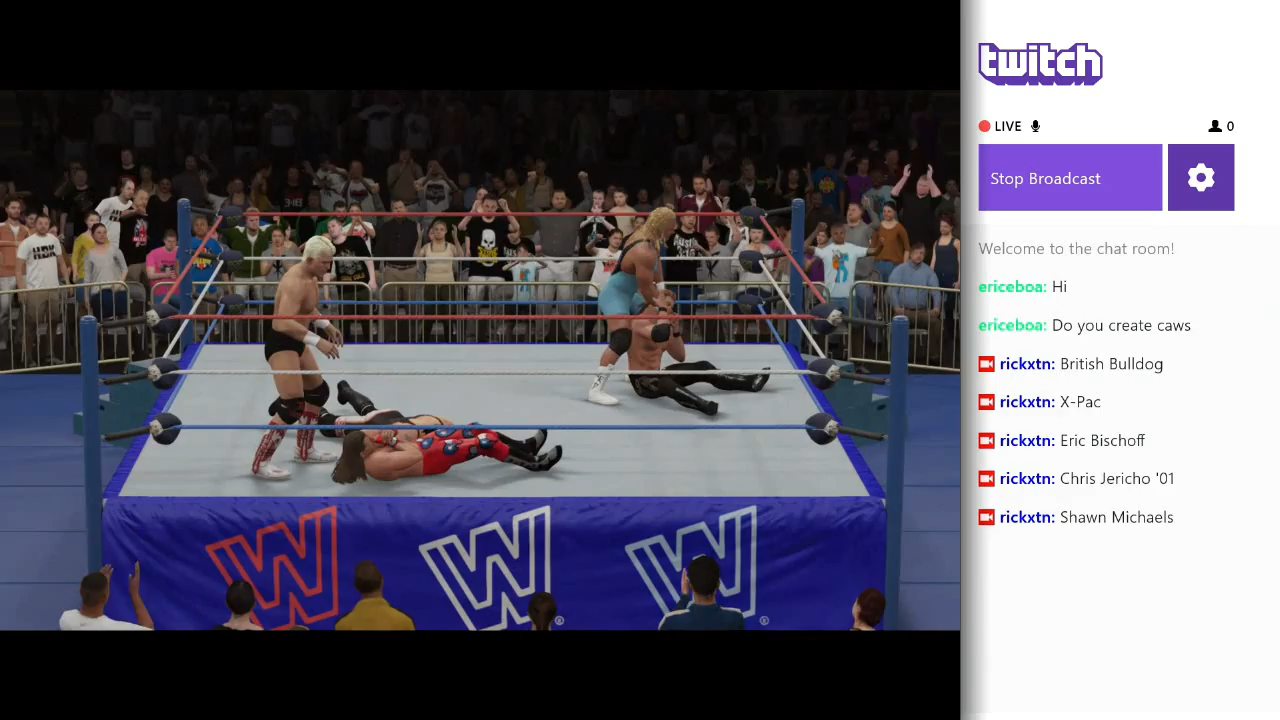 twitch
LIVE 0
Stop Broadcast
Welcome to the chat room!
ericeboa: Hi
ericeboa: Do you create caws
rickxtn: British Bulldog
rickxtn: X-Pac
rickxtn: Eric Bischoff
rickxtn: Chris Jericho '01
rickxtn: Shawn Michaels
W W W
® ®